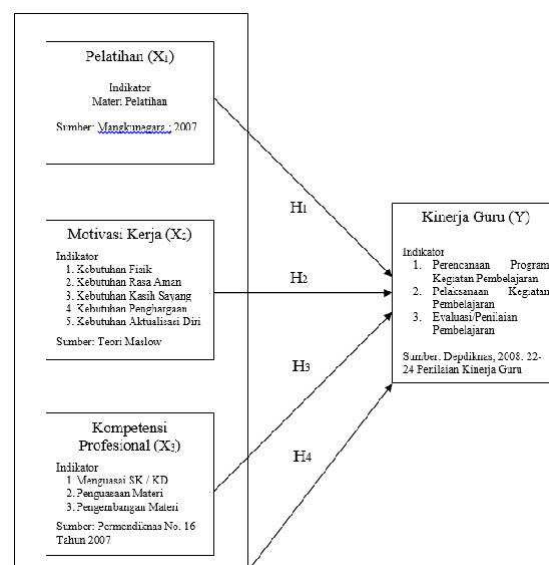 Pelatihan (X1)
Indikator
Materi Pelatihan
Sumber: Mangkunegara ; 2007
H1
Motivasi Kerja (X2)
Indikator
1. Kebutuhan Fisik
2. Kebutuhan Rasa Aman
3. Kebutuhan Kasih Sayang
4. Kebutuhan Penghargaan
5. Kebutuhan Aktualisasi Diri
Sumber: Teori Maslow
H2
Kinerja Guru (Y)
Indikator
1. Perencanaan Program
Kegiatan Pembelajaran
2. Pelaksanaan Kegiatan
Pembelajaran
3. Evaluasi/Penilaian
Pembelajaran
Sumber: Depdiknas, 2008. 22-
24 Penilaian Kinerja Guru
H3
Kompetensi
Profesional (X3)
Indikator
1 Menguasai SK / KD
2. Penguasaan Materi
3. Pengembangan Materi
Sumber: Permendiknas No. 16
Tahun 2007
H4